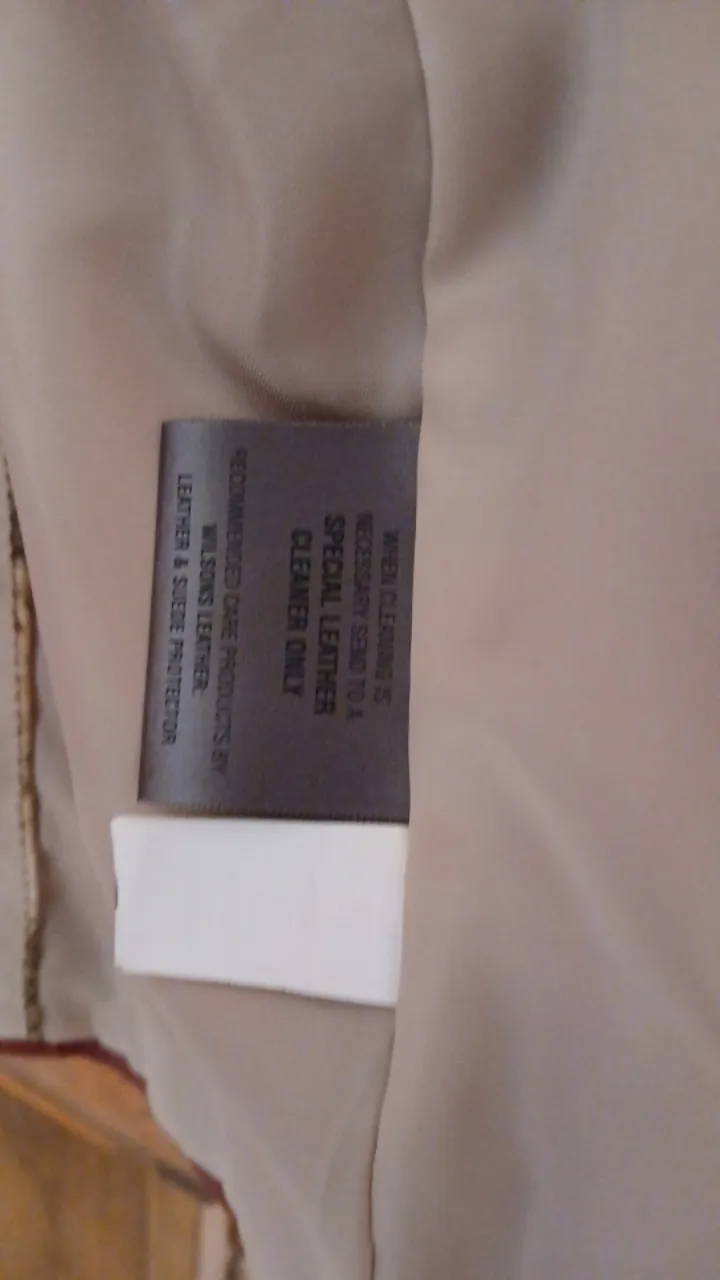 WHEN CLEANING IS
NECESSARY SEND TO A
SPECIAL LEATHER
CLEANER ONLY
RECOMMENDED CARE PRODUCTS BY
WILSONS LEATHER:
LEATHER & SUEDE PROTECTOR